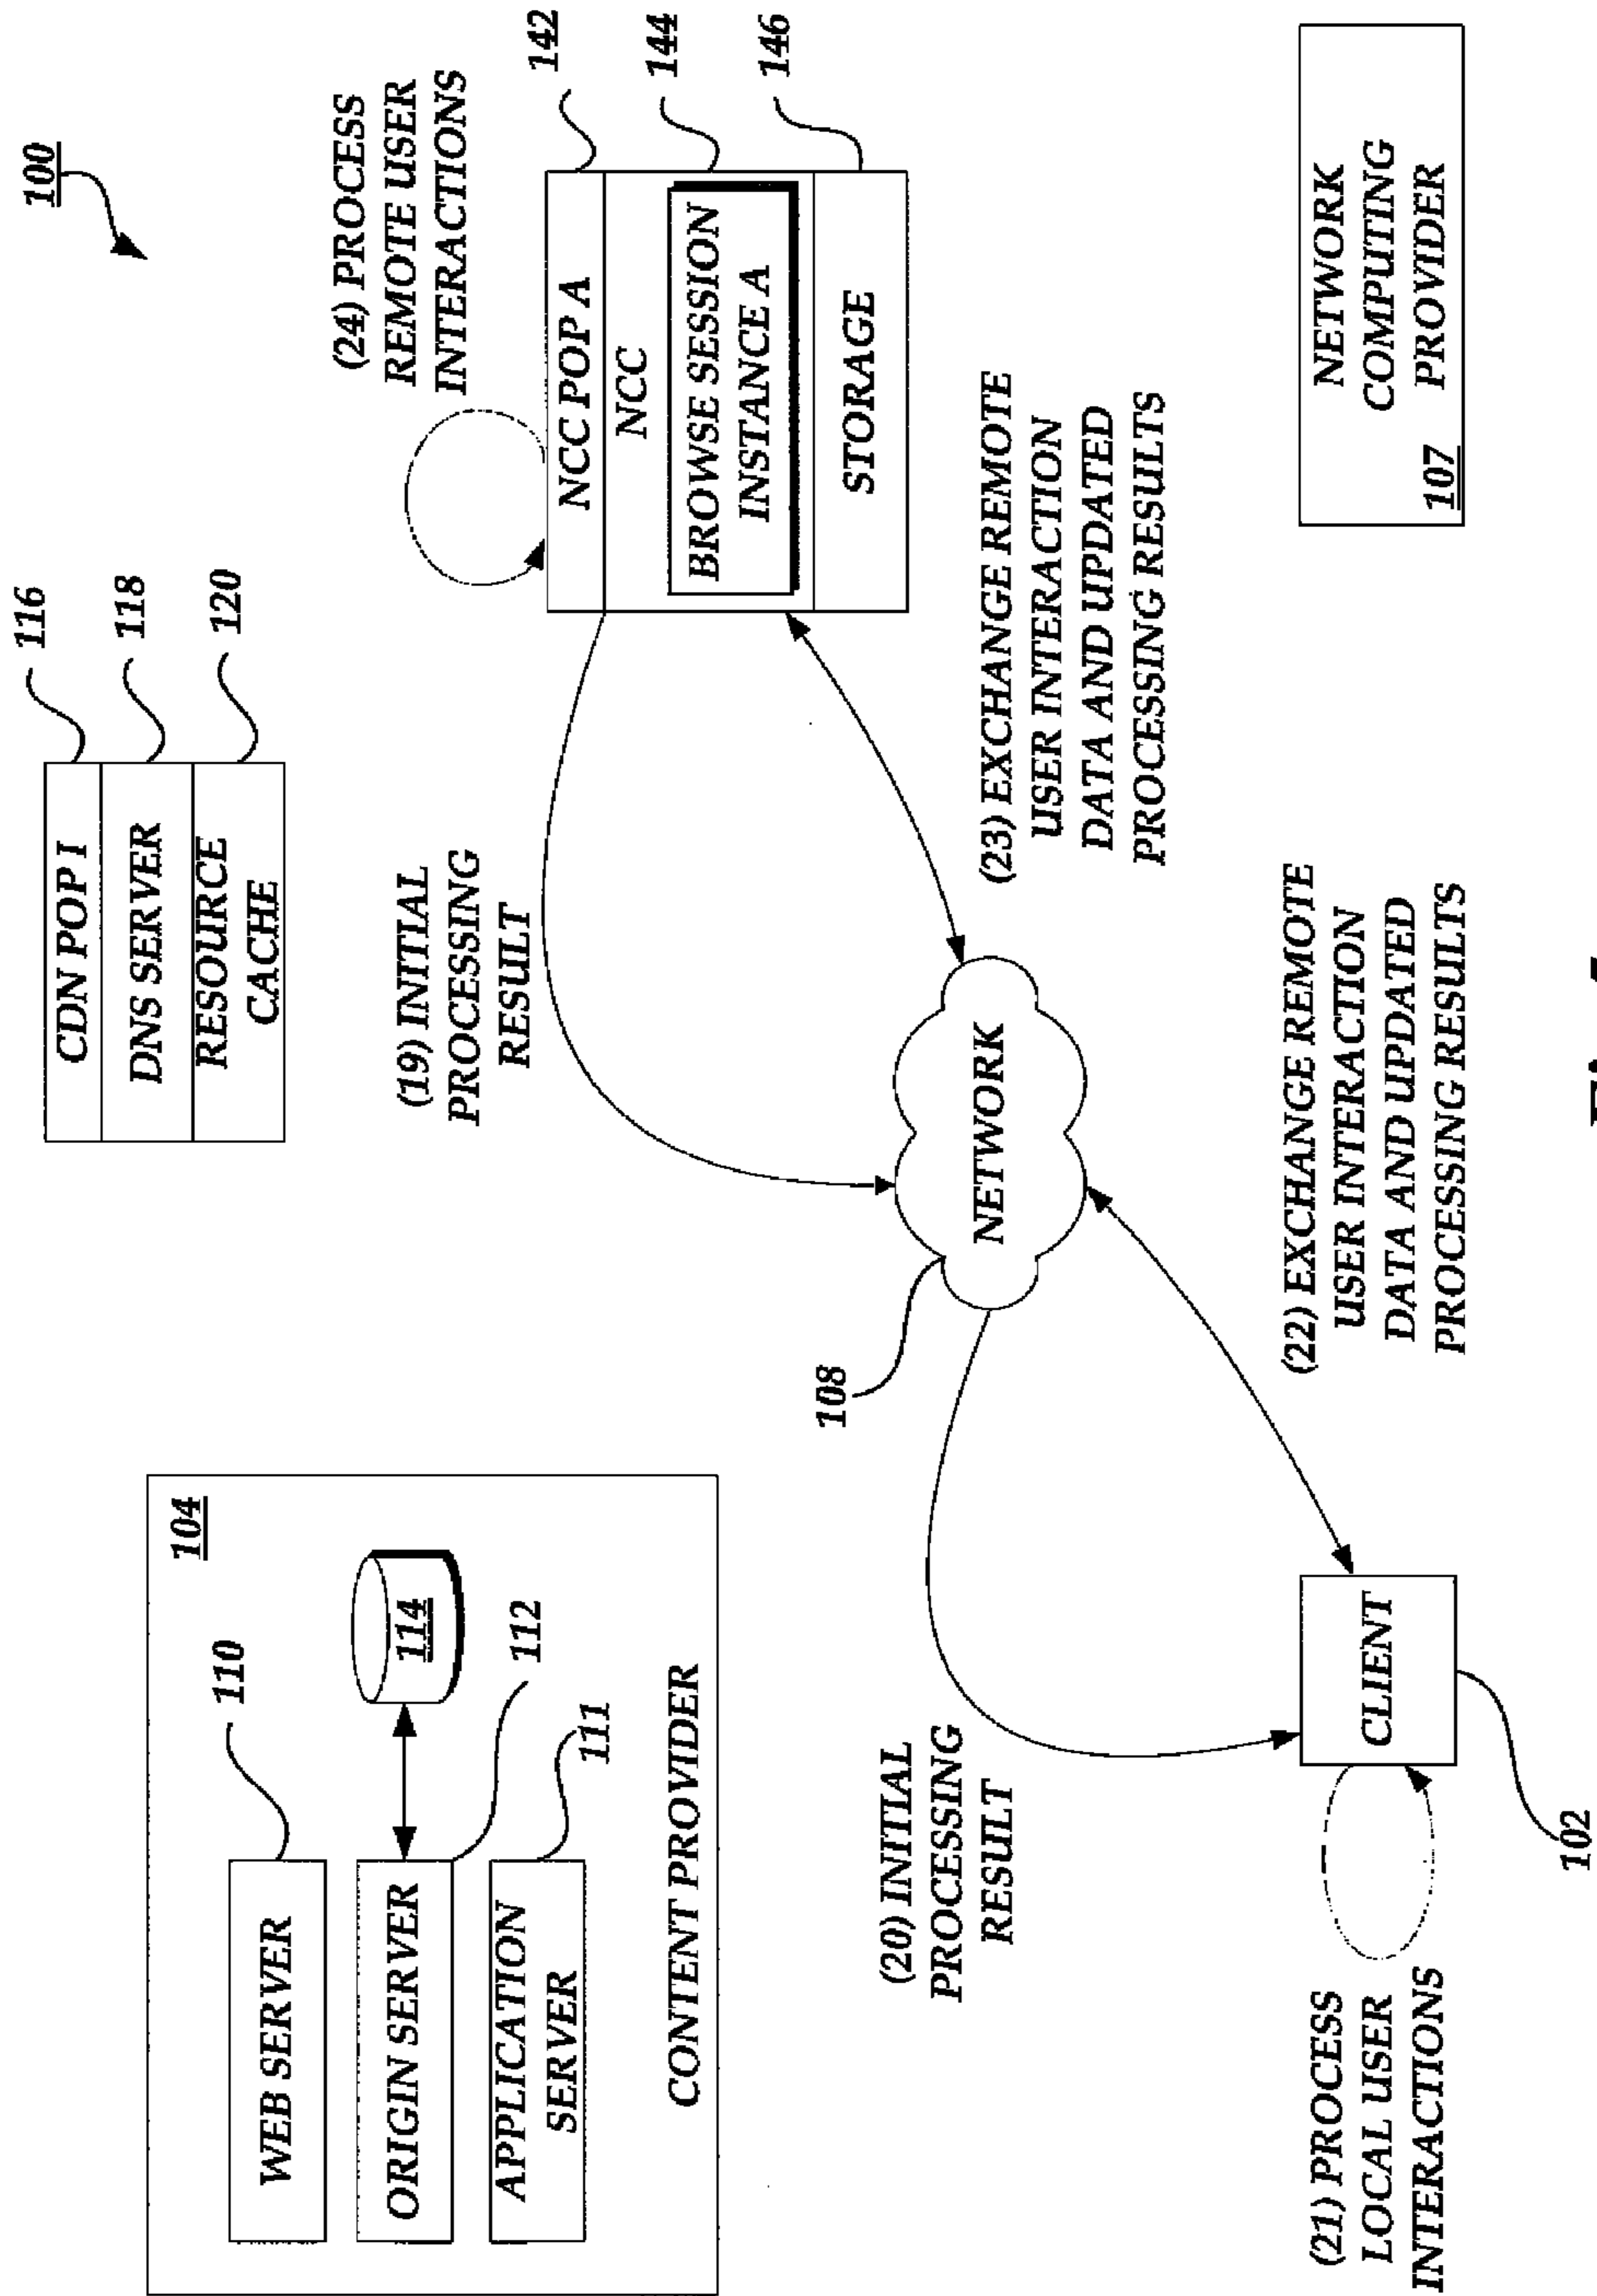 100
104
WEB SERVER
110
ORIGIN SERVER
114
112
APPLICATION
SERVER
111
CONTENT PROVIDER
CDN POP I
116
DNS SERVER
118
RESOURCE
CACHE
120
(19) INITIAL
PROCESSING
RESULT
(24) PROCESS
REMOTE USER
INTERACTIONS
NCC POP A
142
NCC
144
BROWSE SESSION
INSTANCE A
STORAGE
146
108
NETWORK
(20) INITIAL
PROCESSING
RESULT
(23) EXCHANGE REMOTE
USER INTERACTION
DATA AND UPDATED
PROCESSING RESULTS
(21) PROCESS
LOCAL USER
INTERACTIONS
CLIENT
102
(22) EXCHANGE REMOTE
USER INTERACTION
DATA AND UPDATED
PROCESSING RESULTS
NETWORK
COMPUTING
PROVIDER
107